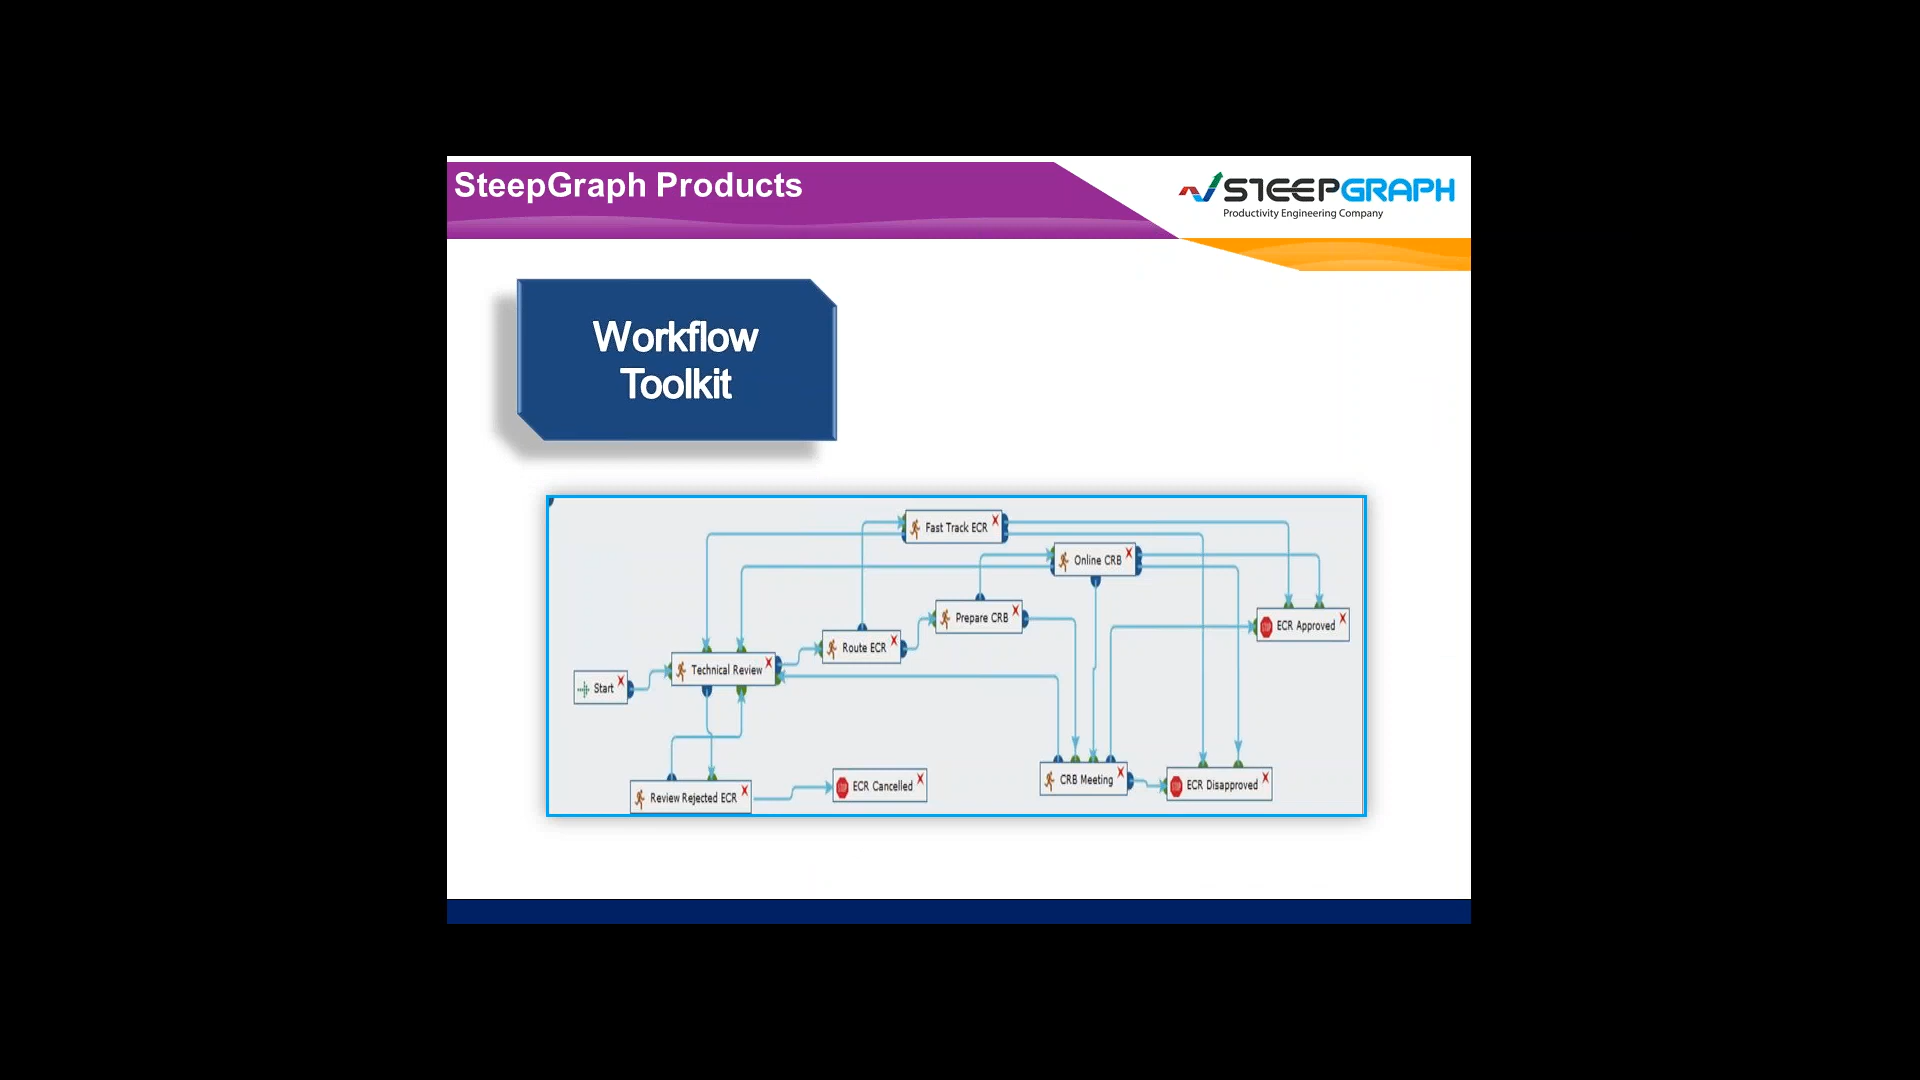 SteepGraph Products
STEEPGRAPH
Productivity Engineering Company
Workflow
Toolkit
Fast Track ECR
Online CRB
Prepare CRB
ECR Approved
Route ECR
Technical Review
Start
CRB Meeting
ECR Disapproved
ECR Cancelled
Review Rejected ECR